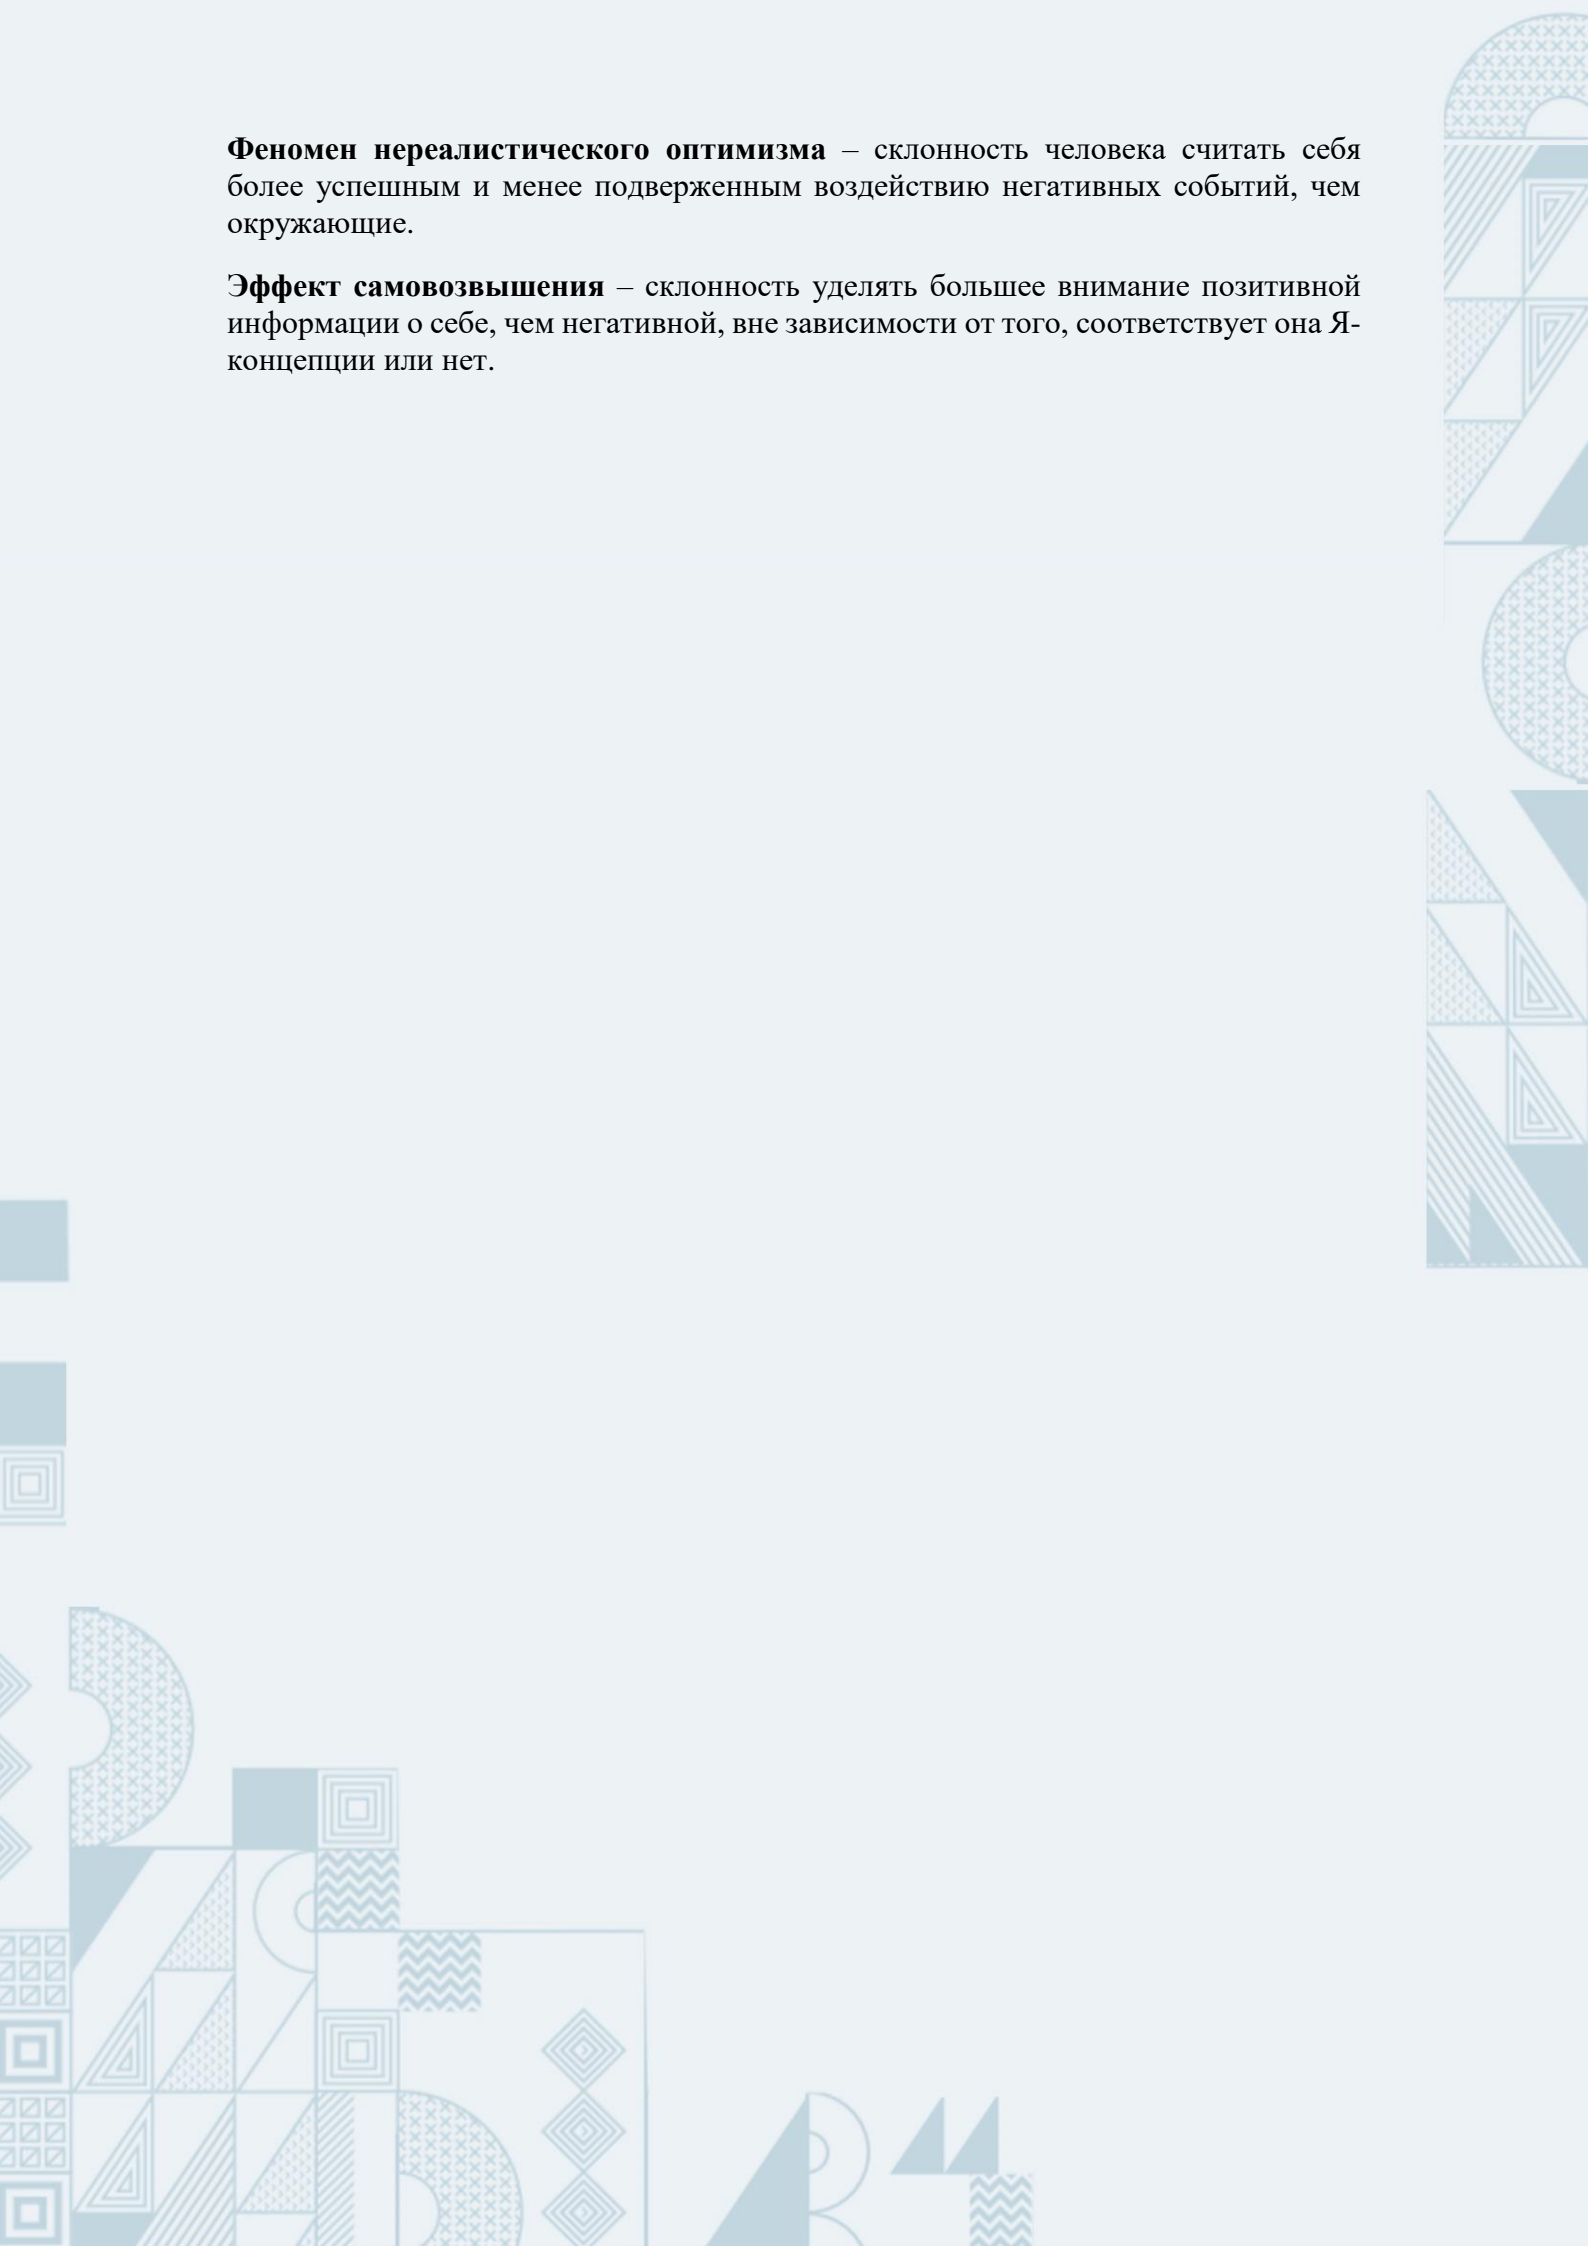 Феномен нереалистического оптимизма – склонность человека считать себя
более успешным и менее подверженным воздействию негативных событий, чем
окружающие.
Эффект самовозвышения – склонность уделять большее внимание позитивной
информации о себе, чем негативной, вне зависимости от того, соответствует она Я-
концепции или нет.